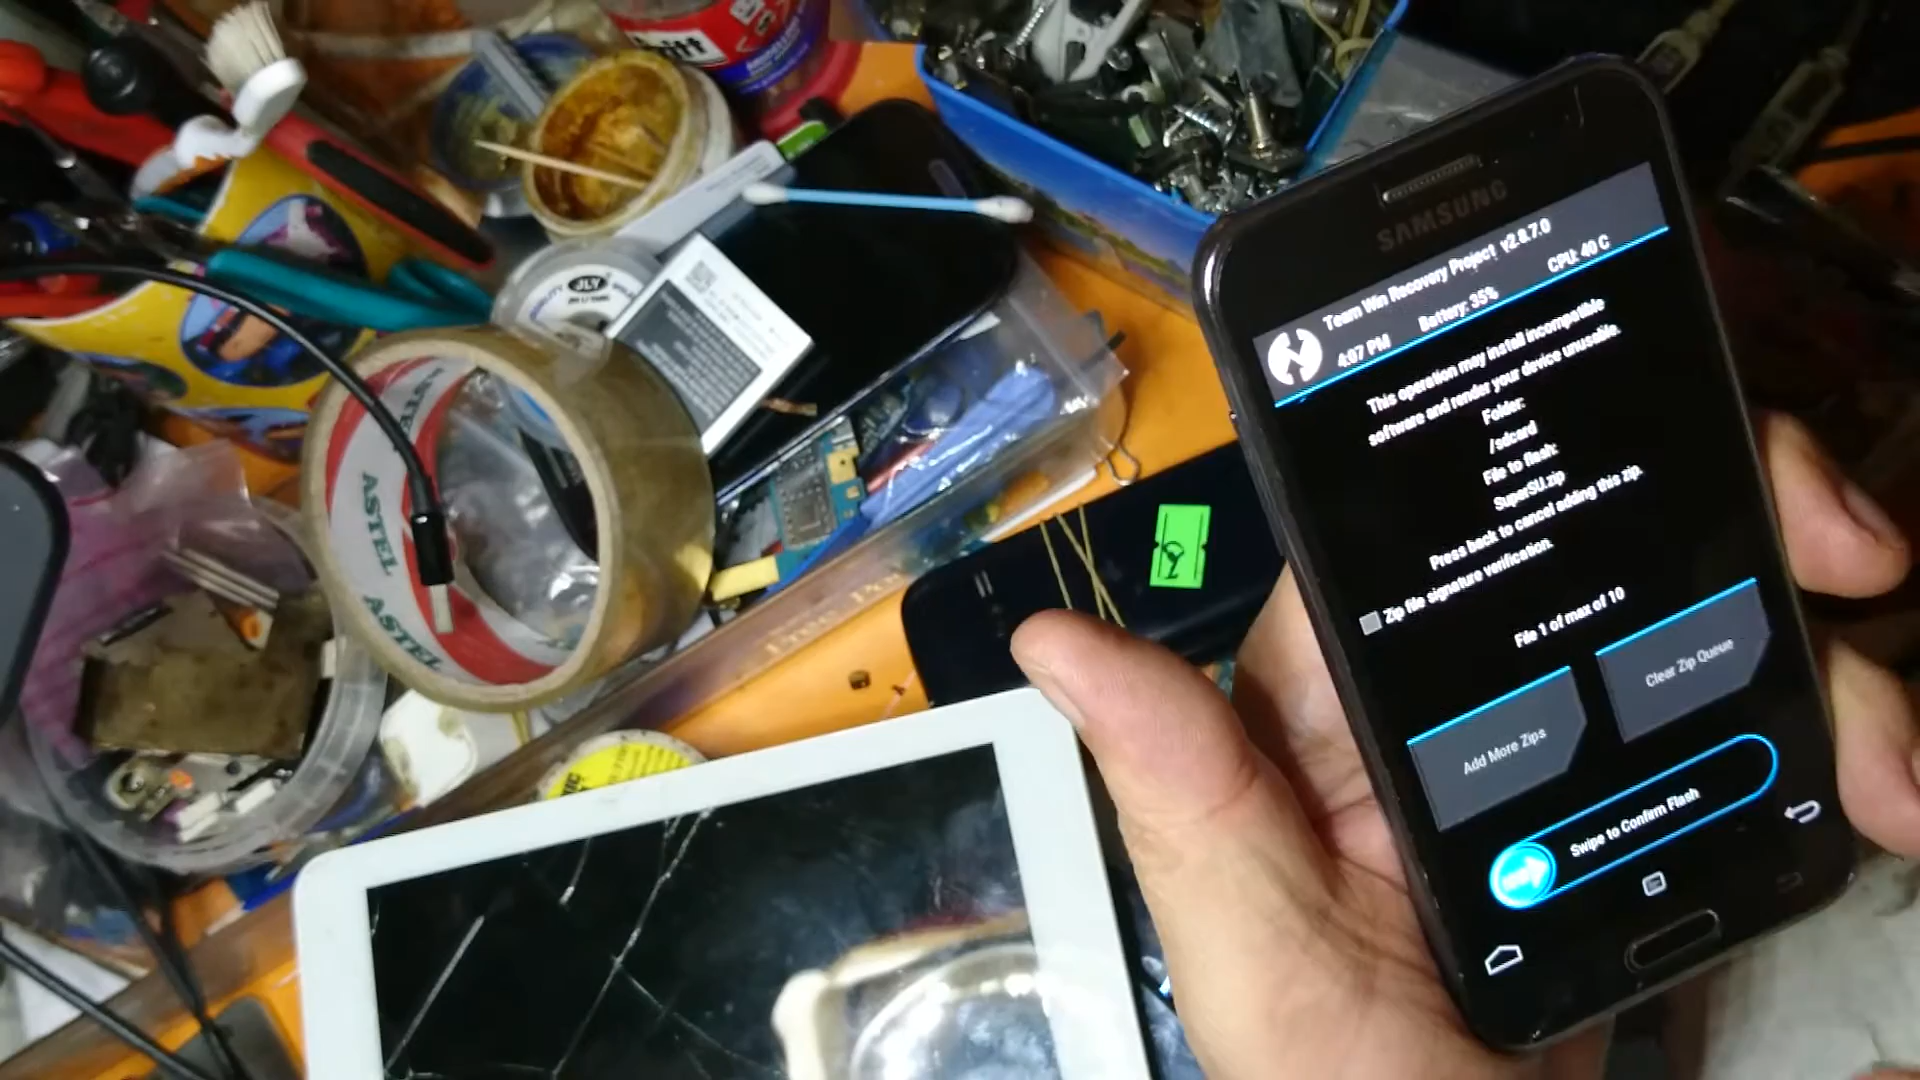 SAMSUNG
Team Win Recovery Project v2.8.7.0
4:07 PM Battery: 35% CPU: 40 C
This operation may install incompatible
software and render your device unusable.
Folder:
/sdcard
File to flash:
SuperSU.zip
Press back to cancel adding this zip.
Zip file signature verification.
File 1 of max of 10
Add More Zips
Clear Zip Queue
Swipe to Confirm Flash
JLY
ASTEL
ASTEL